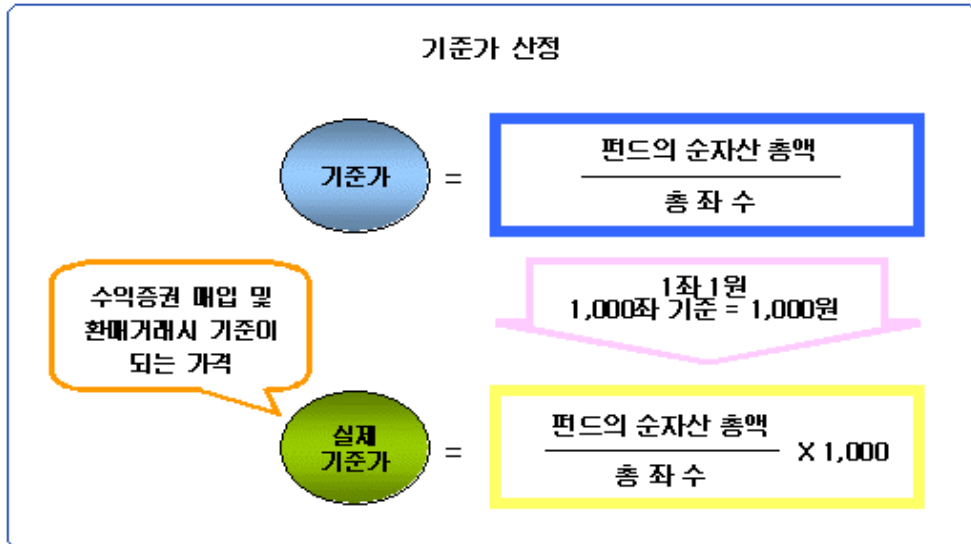 기준가 산정
기준가
=
펀드의 순자산 총액
총 좌 수
1좌 1원
1,000좌 기준 = 1,000원
수익증권 매입 및
환매거래시 기준이
되는 가격
실제
기준가
=
펀드의 순자산 총액
총 좌 수
X 1,000